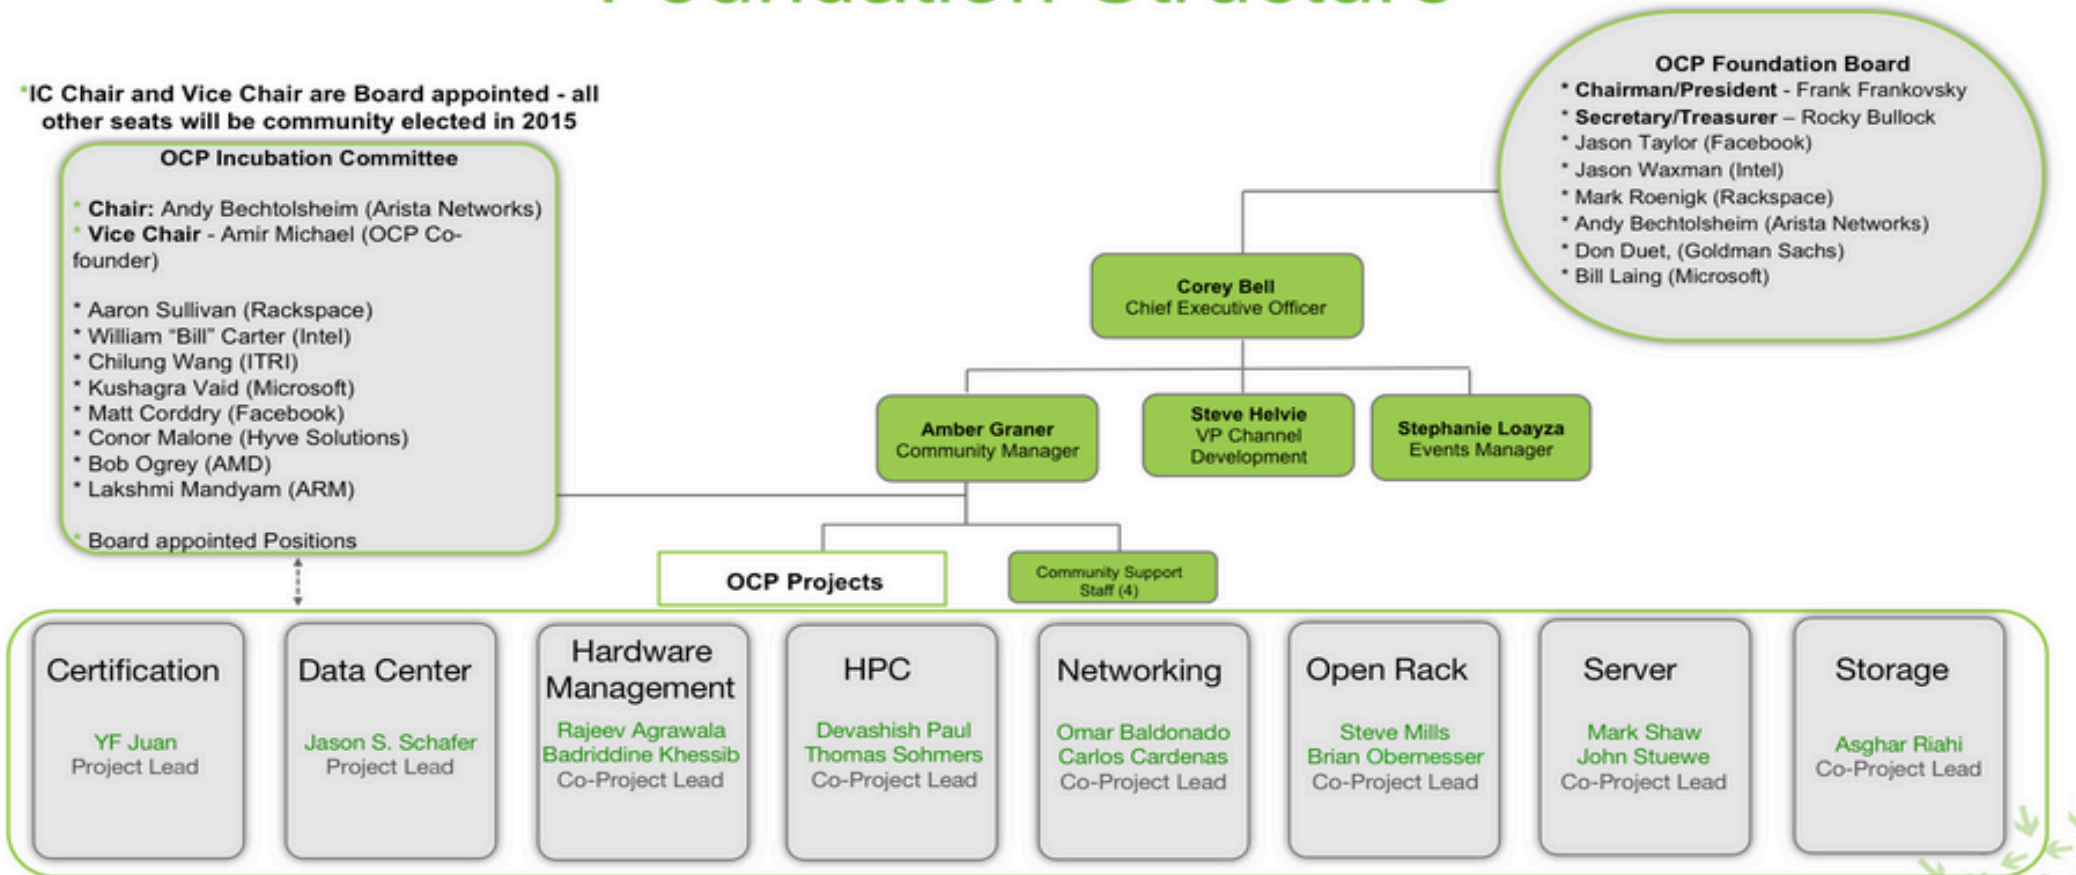 Foundation Structure
*IC Chair and Vice Chair are Board appointed - all
other seats will be community elected in 2015
OCP Incubation Committee
* Chair: Andy Bechtolsheim (Arista Networks)
* Vice Chair - Amir Michael (OCP Co-
founder)
* Aaron Sullivan (Rackspace)
* William “Bill” Carter (Intel)
* Chilung Wang (ITRI)
* Kushagra Vaid (Microsoft)
* Matt Corddry (Facebook)
* Conor Malone (Hyve Solutions)
* Bob Ogrey (AMD)
* Lakshmi Mandyam (ARM)
* Board appointed Positions
OCP Foundation Board
* Chairman/President - Frank Frankovsky
* Secretary/Treasurer – Rocky Bullock
* Jason Taylor (Facebook)
* Jason Waxman (Intel)
* Mark Roenigk (Rackspace)
* Andy Bechtolsheim (Arista Networks)
* Don Duet, (Goldman Sachs)
* Bill Laing (Microsoft)
Corey Bell
Chief Executive Officer
Amber Graner
Community Manager
Steve Helvie
VP Channel
Development
Stephanie Loayza
Events Manager
OCP Projects
Community Support
Staff (4)
Certification
YF Juan
Project Lead
Data Center
Jason S. Schafer
Project Lead
Hardware
Management
Rajeev Agrawala
Badriddine Khessib
Co-Project Lead
HPC
Devashish Paul
Thomas Sohmers
Co-Project Lead
Networking
Omar Baldonado
Carlos Cardenas
Co-Project Lead
Open Rack
Steve Mills
Brian Obernesser
Co-Project Lead
Server
Mark Shaw
John Stuewe
Co-Project Lead
Storage
Asghar Riahi
Co-Project Lead